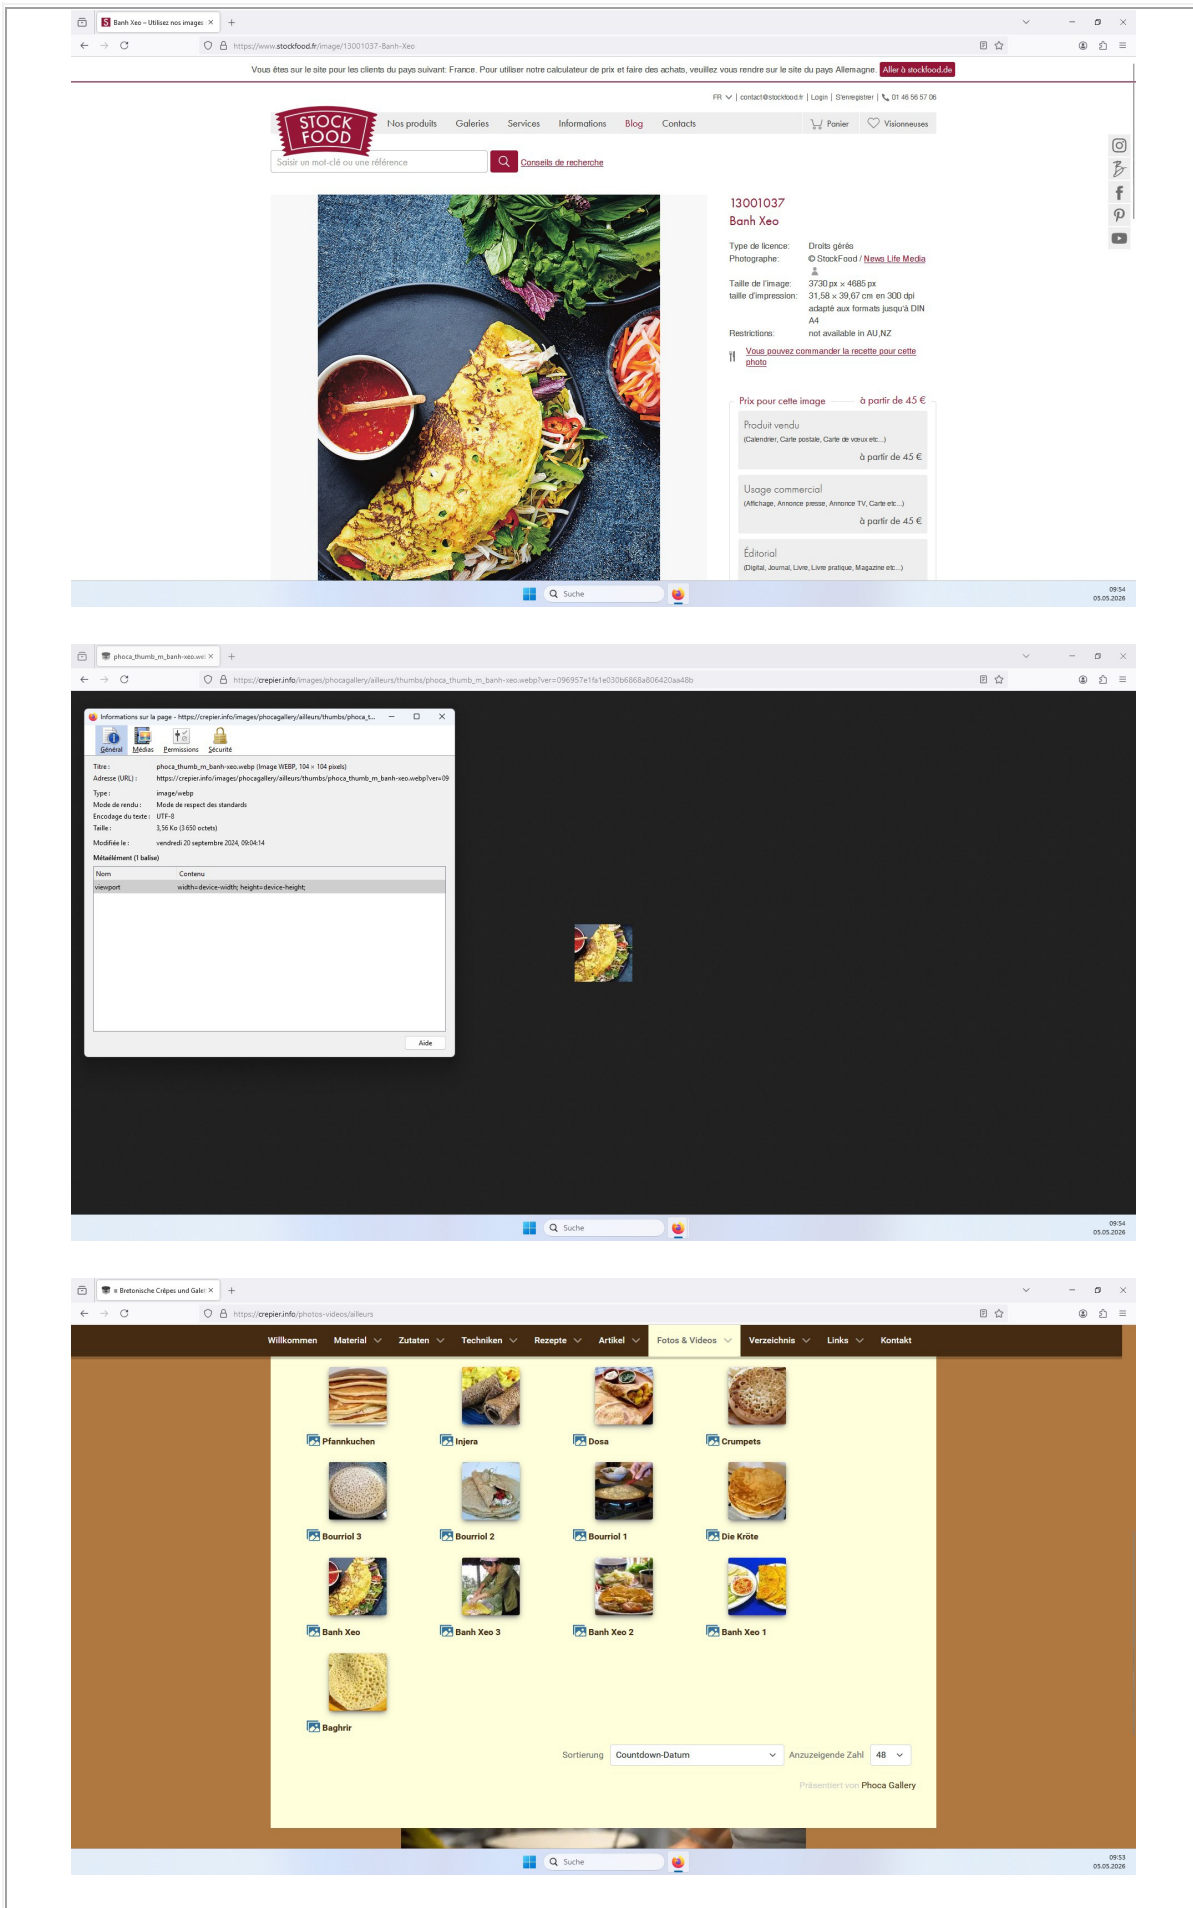 Banh Xeo – Utilisez nos images
https://www.stockfood.fr/image/13001037-Banh-Xeo
Vous êtes sur le site pour les clients du pays suivant: France. Pour utiliser notre calculateur de prix et faire des achats, veuillez vous rendre sur le site du pays Allemagne. Aller à stockfood.de
FR | contact@stockfood.fr | Login | S'enregistrer | 01 46 56 57 06
STOCK FOOD
Nos produits Galeries Services Informations Blog Contacts Panier Visionneuses
Saisir un mot-clé ou une référence Conseils de recherche
13001037
Banh Xeo
Type de licence: Droits gérés
Photographe: © StockFood / News Life Media
Taille de l'image: 3730 px × 4685 px
taille d'impression: 31,58 × 39,67 cm en 300 dpi
adapté aux formats jusqu'à DIN
A4
Restrictions: not available in AU,NZ
Vous pouvez commander la recette pour cette
photo
Prix pour cette image à partir de 45 €
Produit vendu
(Calendrier, Carte postale, Carte de vœux etc...)
à partir de 45 €
Usage commercial
(Affichage, Annonce presse, Annonce TV, Carte etc...)
à partir de 45 €
Éditorial
(Digital, Journal, Livre, Livre pratique, Magazine etc...)
Suche
09:54
05.05.2026
phoca_thumb_m_banh-xeo.we
https://crepier.info/images/phocagallery/ailleurs/thumbs/phoca_thumb_m_banh-xeo.webp?ver=096957e1fa1e030b6868a806420aa48b
Informations sur la page - https://crepier.info/images/phocagallery/ailleurs/thumbs/phoca_t...
Général Médias Permissions Sécurité
Titre : phoca_thumb_m_banh-xeo.webp (Image WEBP, 104 × 104 pixels)
Adresse (URL) : https://crepier.info/images/phocagallery/ailleurs/thumbs/phoca_thumb_m_banh-xeo.webp?ver=09
Type : image/webp
Mode de rendu : Mode de respect des standards
Encodage du texte : UTF-8
Taille : 3,56 Ko (3 650 octets)
Modifiée le : vendredi 20 septembre 2024, 09:04:14
Métaélément (1 balise)
Nom Contenu
viewport width=device-width; height=device-height;
Aide
Suche
09:54
05.05.2026
Bretonische Crêpes und Galet
https://crepier.info/photos-videos/ailleurs
Willkommen Material Zutaten Techniken Rezepte Artikel Fotos & Videos Verzeichnis Links Kontakt
Pfannkuchen Injera Dosa Crumpets
Bourriol 3 Bourriol 2 Bourriol 1 Die Kröte
Banh Xeo Banh Xeo 3 Banh Xeo 2 Banh Xeo 1
Baghrir
Sortierung Countdown-Datum Anzuzeigende Zahl 48
Präsentiert von Phoca Gallery
Suche
09:53
05.05.2026